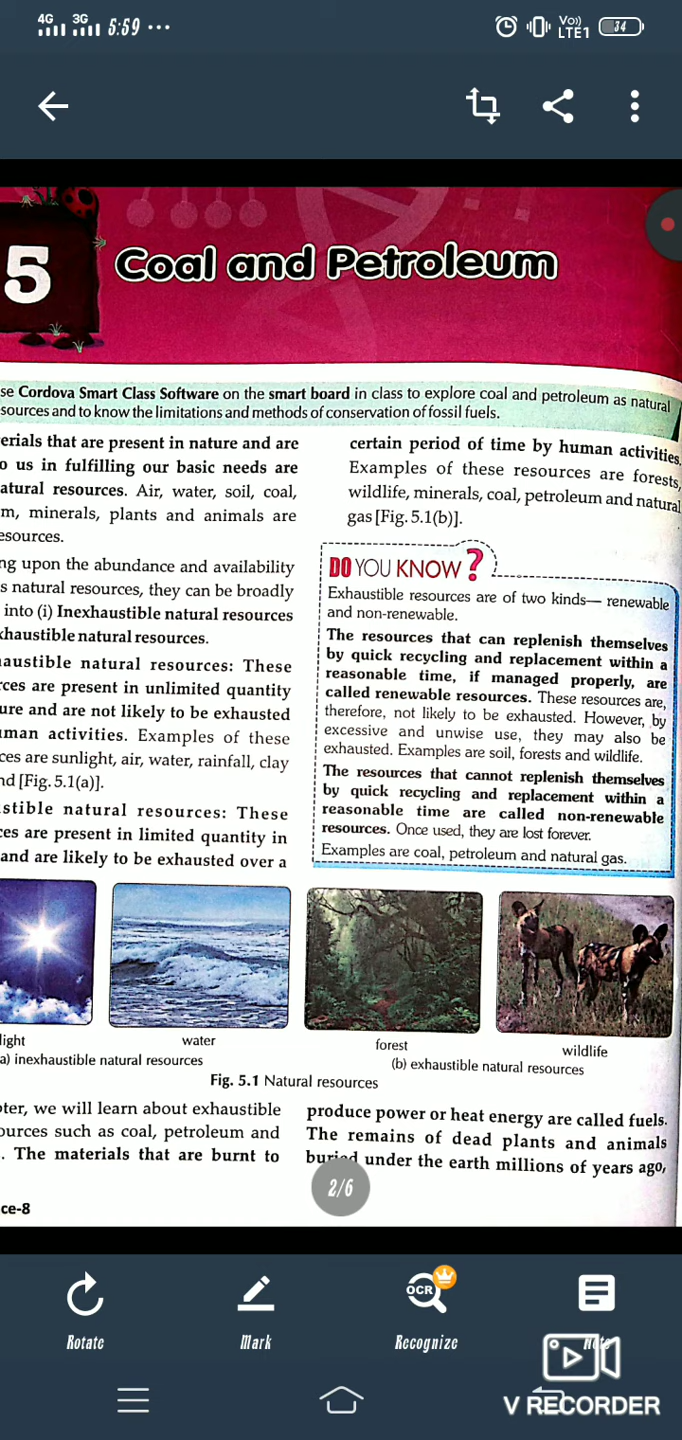 4G 3G 5:59 ...
Vo)) LTE1 34
5
Coal and Petroleum
se Cordova Smart Class Software on the smart board in class to explore coal and petroleum as natural
sources and to know the limitations and methods of conservation of fossil fuels.
erials that are present in nature and are
o us in fulfilling our basic needs are
atural resources. Air, water, soil, coal,
m, minerals, plants and animals are
esources.
ng upon the abundance and availability
s natural resources, they can be broadly
into (i) Inexhaustible natural resources
xhaustible natural resources.
haustible natural resources: These
rces are present in unlimited quantity
ure and are not likely to be exhausted
uman activities. Examples of these
ces are sunlight, air, water, rainfall, clay
nd [Fig. 5.1(a)].
stible natural resources: These
ces are present in limited quantity in
and are likely to be exhausted over a
certain period of time by human activities.
Examples of these resources are forests,
wildlife, minerals, coal, petroleum and natural
gas [Fig. 5.1(b)].
DO YOU KNOW ?
Exhaustible resources are of two kinds— renewable
and non-renewable.
The resources that can replenish themselves
by quick recycling and replacement within a
reasonable time, if managed properly, are
called renewable resources. These resources are,
therefore, not likely to be exhausted. However, by
excessive and unwise use, they may also be
exhausted. Examples are soil, forests and wildlife.
The resources that cannot replenish themselves
by quick recycling and replacement within a
reasonable time are called non-renewable
resources. Once used, they are lost forever.
Examples are coal, petroleum and natural gas.
light
water
forest
wildlife
a) inexhaustible natural resources
(b) exhaustible natural resources
Fig. 5.1 Natural resources
pter, we will learn about exhaustible
ources such as coal, petroleum and
. The materials that are burnt to
produce power or heat energy are called fuels.
The remains of dead plants and animals
buried under the earth millions of years ago,
2/6
ce-8
OCR
Rotate
Mark
Recognize
V RECORDER